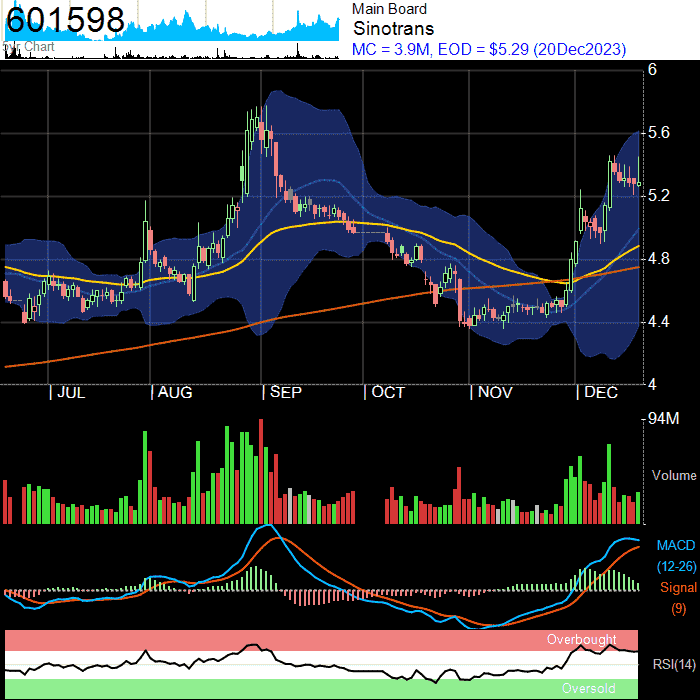 601598
5yr Chart
Main Board
Sinotrans
MC = 3.9M, EOD = $5.29 (20Dec2023)
6
5.6
5.2
4.8
4.4
4
| JUL | AUG | SEP | OCT | NOV | DEC
94M
Volume
MACD
(12-26)
Signal
(9)
Overbought
RSI(14)
Oversold